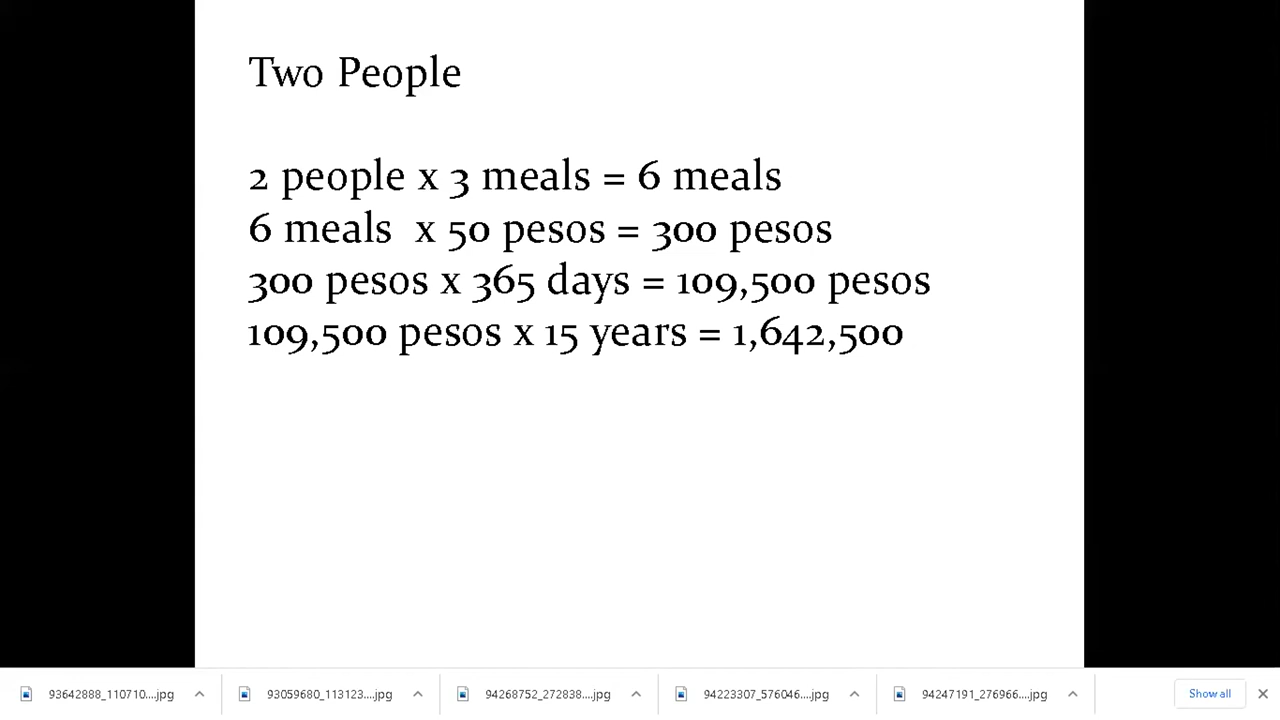 Two People
2 people x 3 meals = 6 meals
6 meals x 50 pesos = 300 pesos
300 pesos x 365 days = 109,500 pesos
109,500 pesos x 15 years = 1,642,500
93642888_110710....jpg
93059680_113123....jpg
94268752_272838....jpg
94223307_576046....jpg
94247191_276966....jpg
Show all